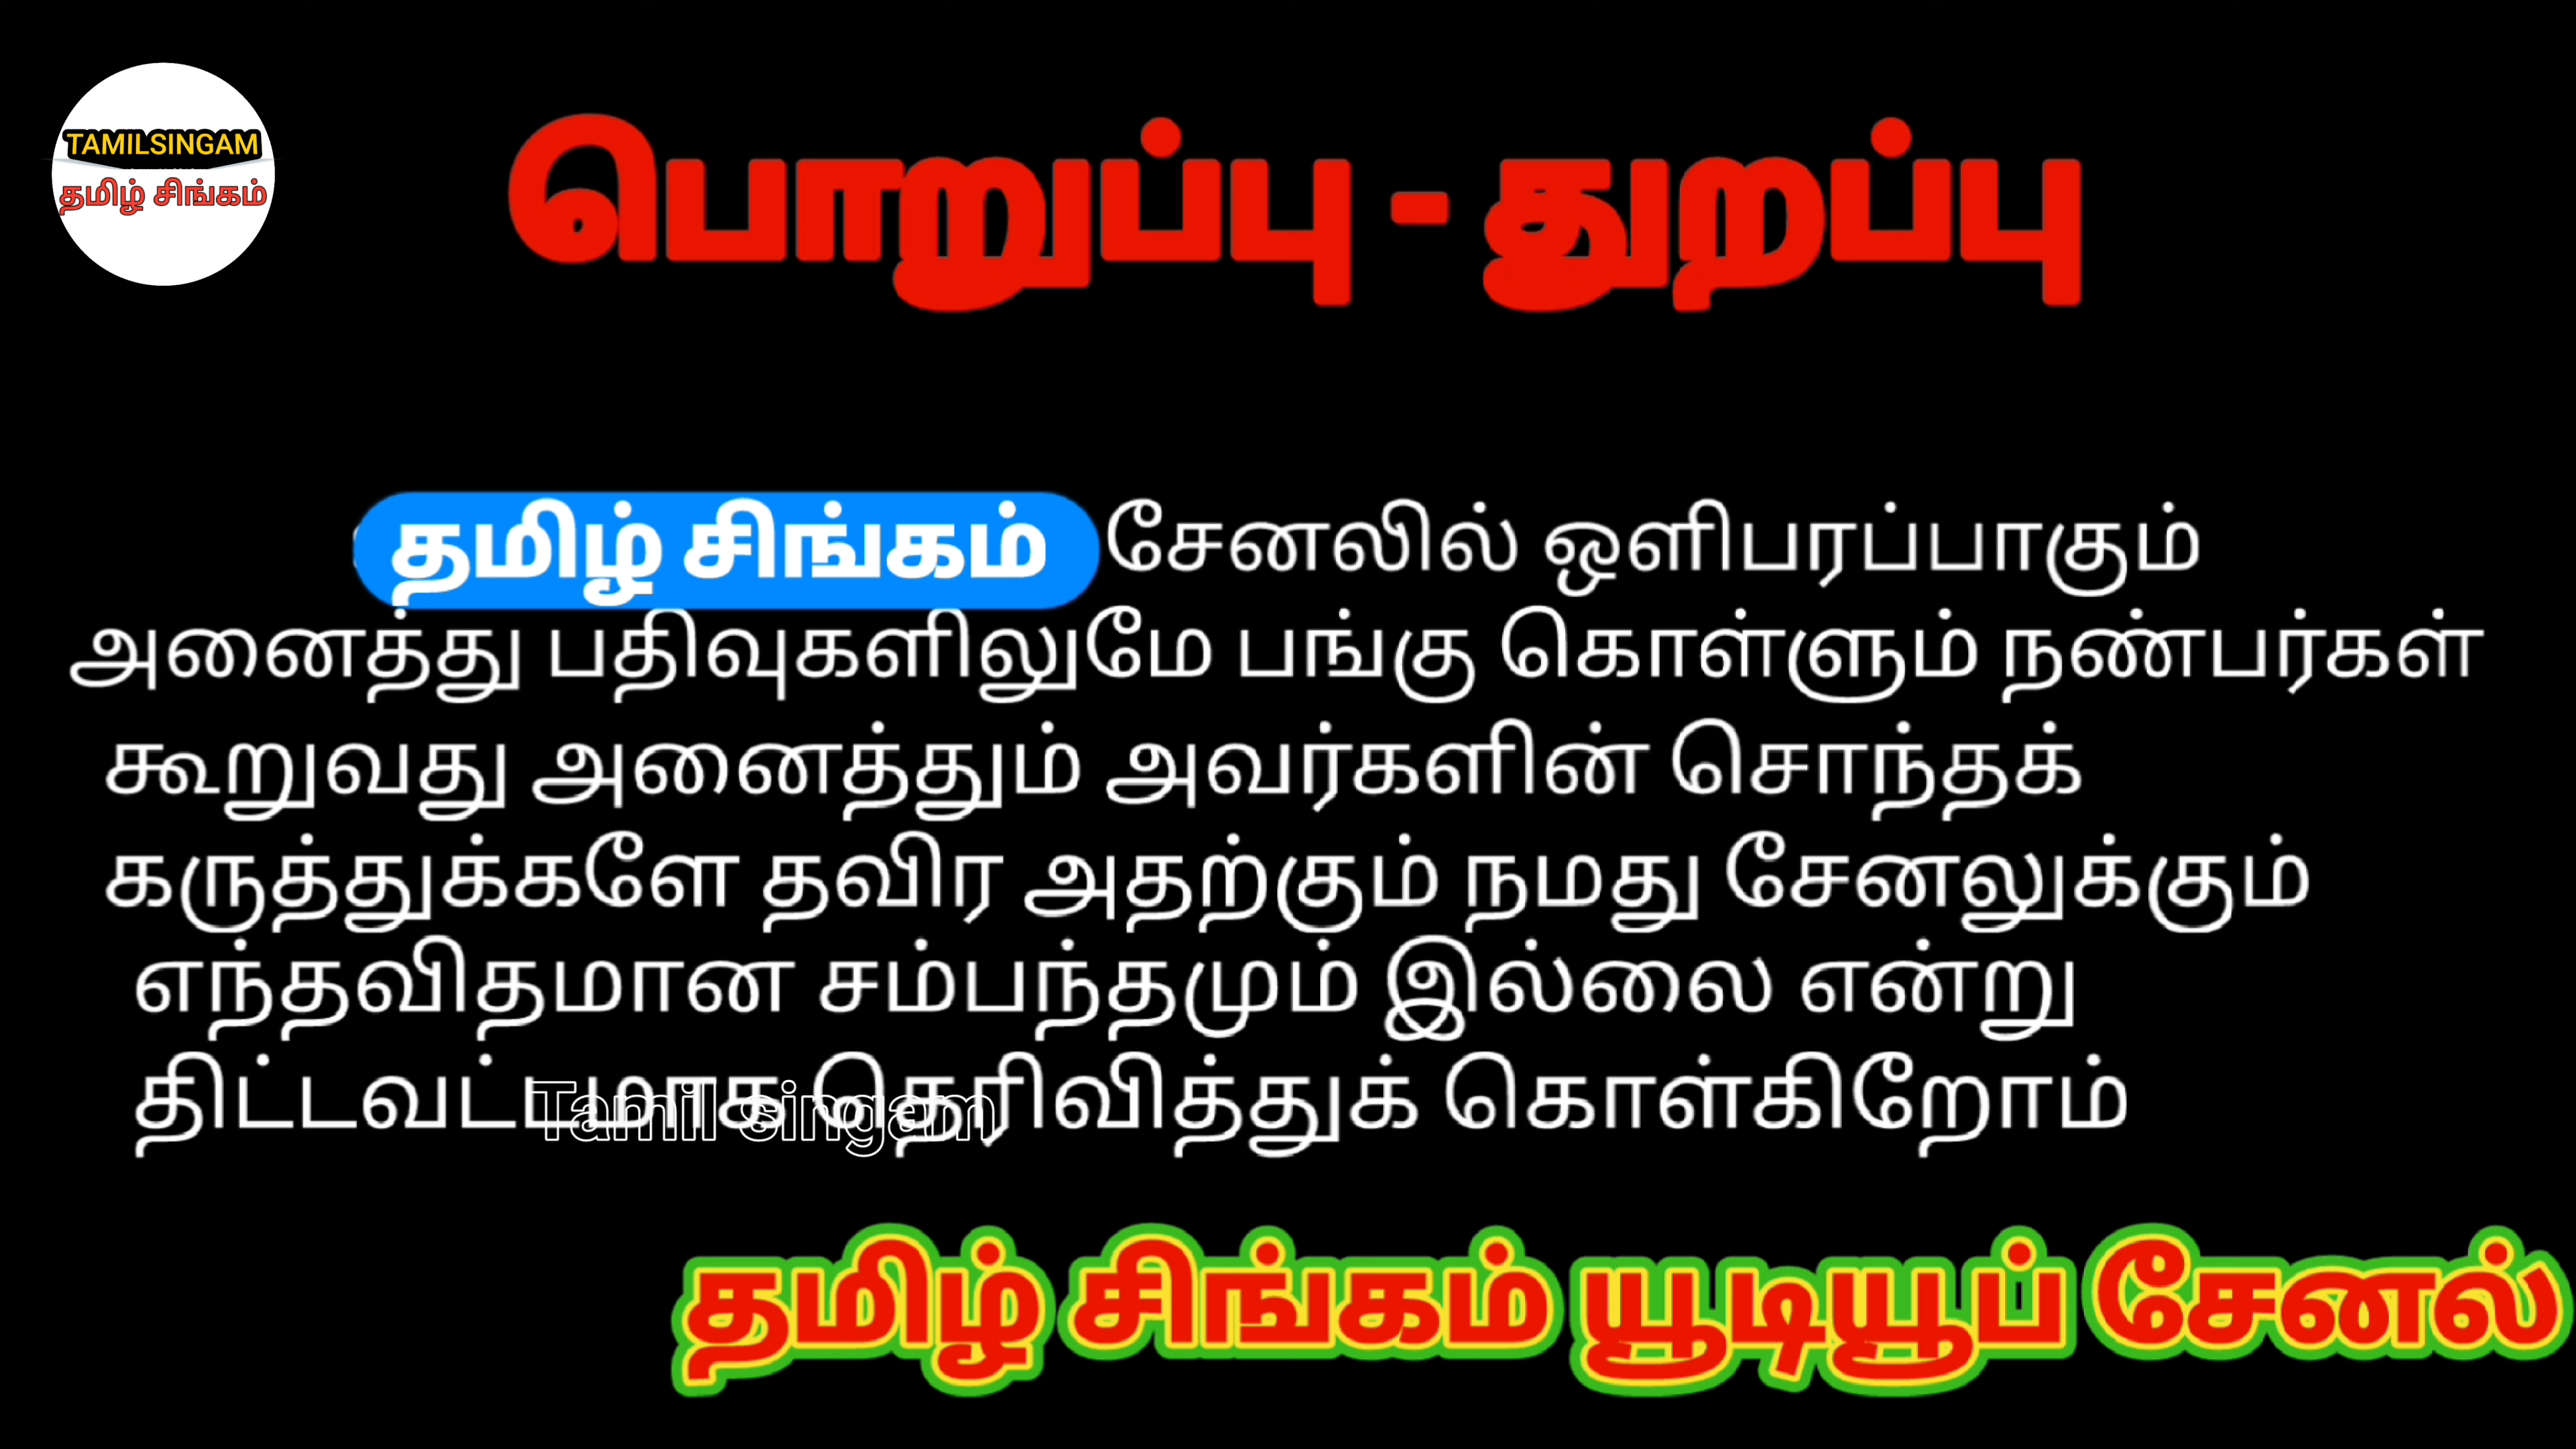 TAMILSINGAM
தமிழ் சிங்கம்
பொறுப்பு - துறப்பு
தமிழ் சிங்கம் சேனலில் ஒளிபரப்பாகும்
அனைத்து பதிவுகளிலுமே பங்கு கொள்ளும் நண்பர்கள்
கூறுவது அனைத்தும் அவர்களின் சொந்தக்
கருத்துக்களே தவிர அதற்கும் நமது சேனலுக்கும்
எந்தவிதமான சம்பந்தமும் இல்லை என்று
திட்டவட்டமாக தெரிவித்துக் கொள்கிறோம்
Tamil singam
தமிழ் சிங்கம் யூடியூப் சேனல்